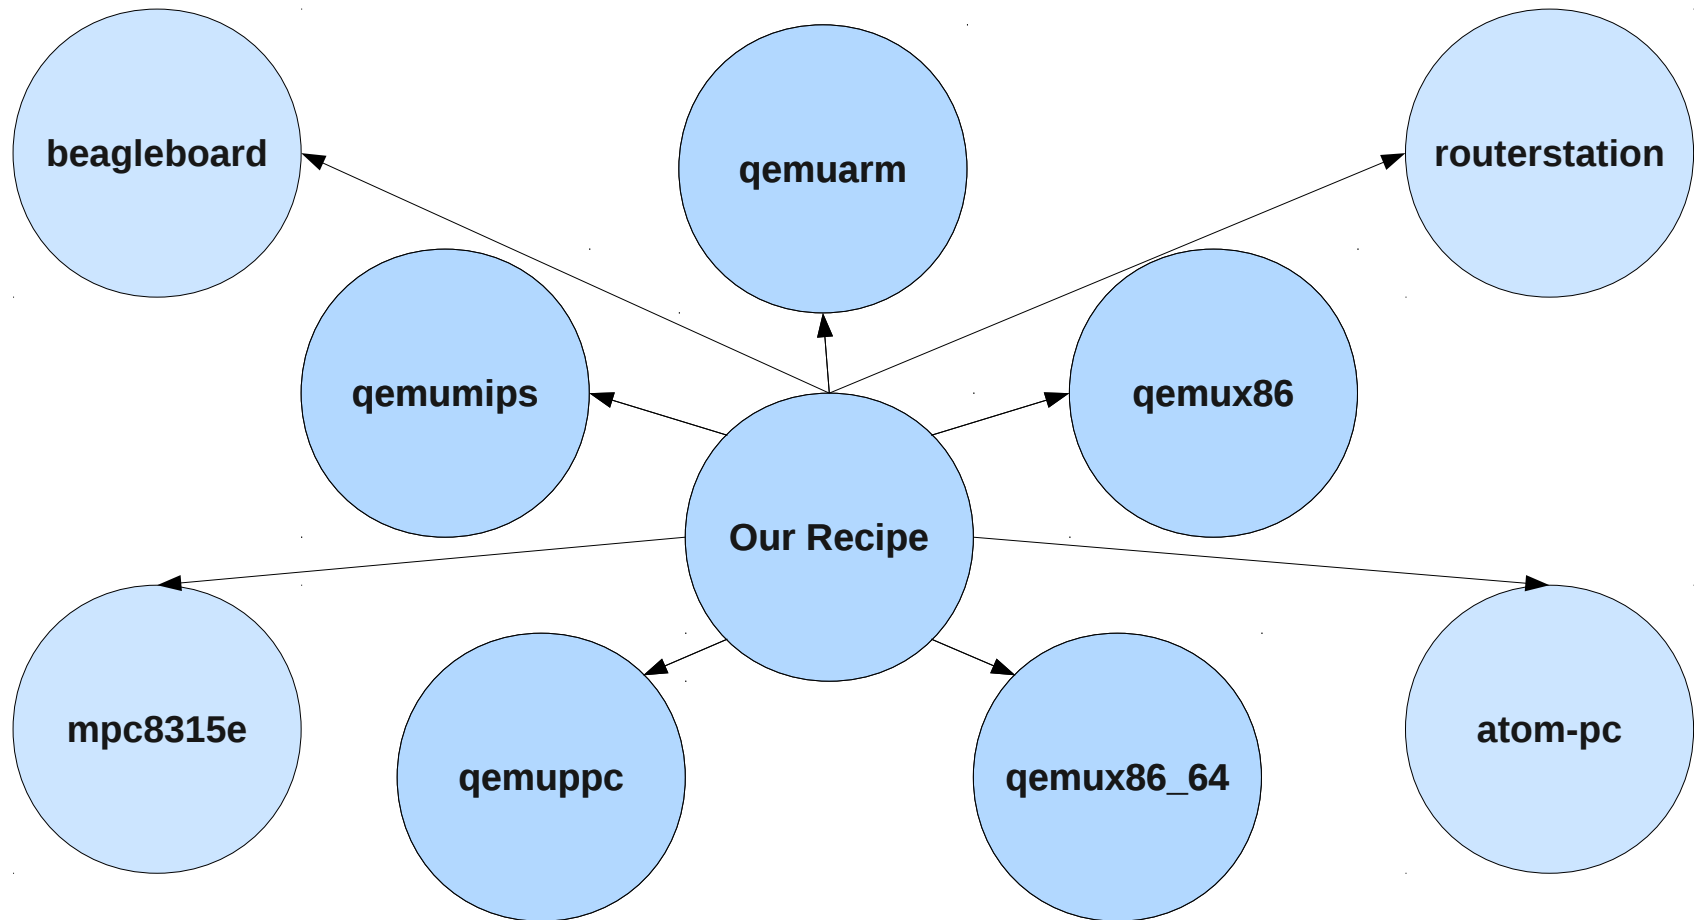 beagleboard
qemuarm
routerstation
qemumips
qemux86
Our Recipe
mpc8315e
atom-pc
qemuppc
qemux86_64